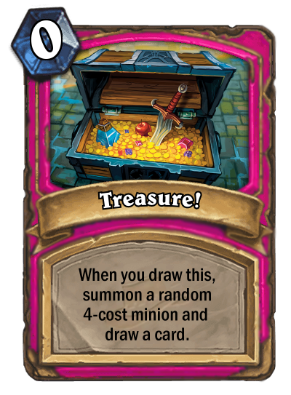 0
Treasure!
When you draw this,
summon a random
4-cost minion and
draw a card.